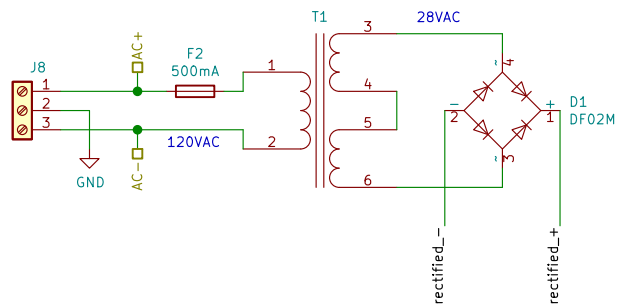 T1
28VAC
3
AC+
J8
F2
500mA
1
1
2
3
2
4
5
6
120VAC
GND
AC-
~
4
-
2
+
1
~
3
D1
DF02M
rectified_-
rectified_+